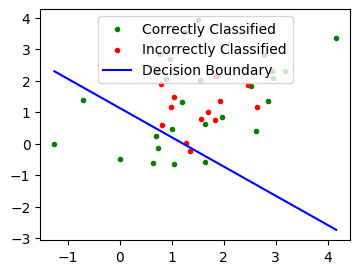 Correctly Classified
Incorrectly Classified
Decision Boundary
4
3
2
1
0
−1
−2
−3
−1 0 1 2 3 4